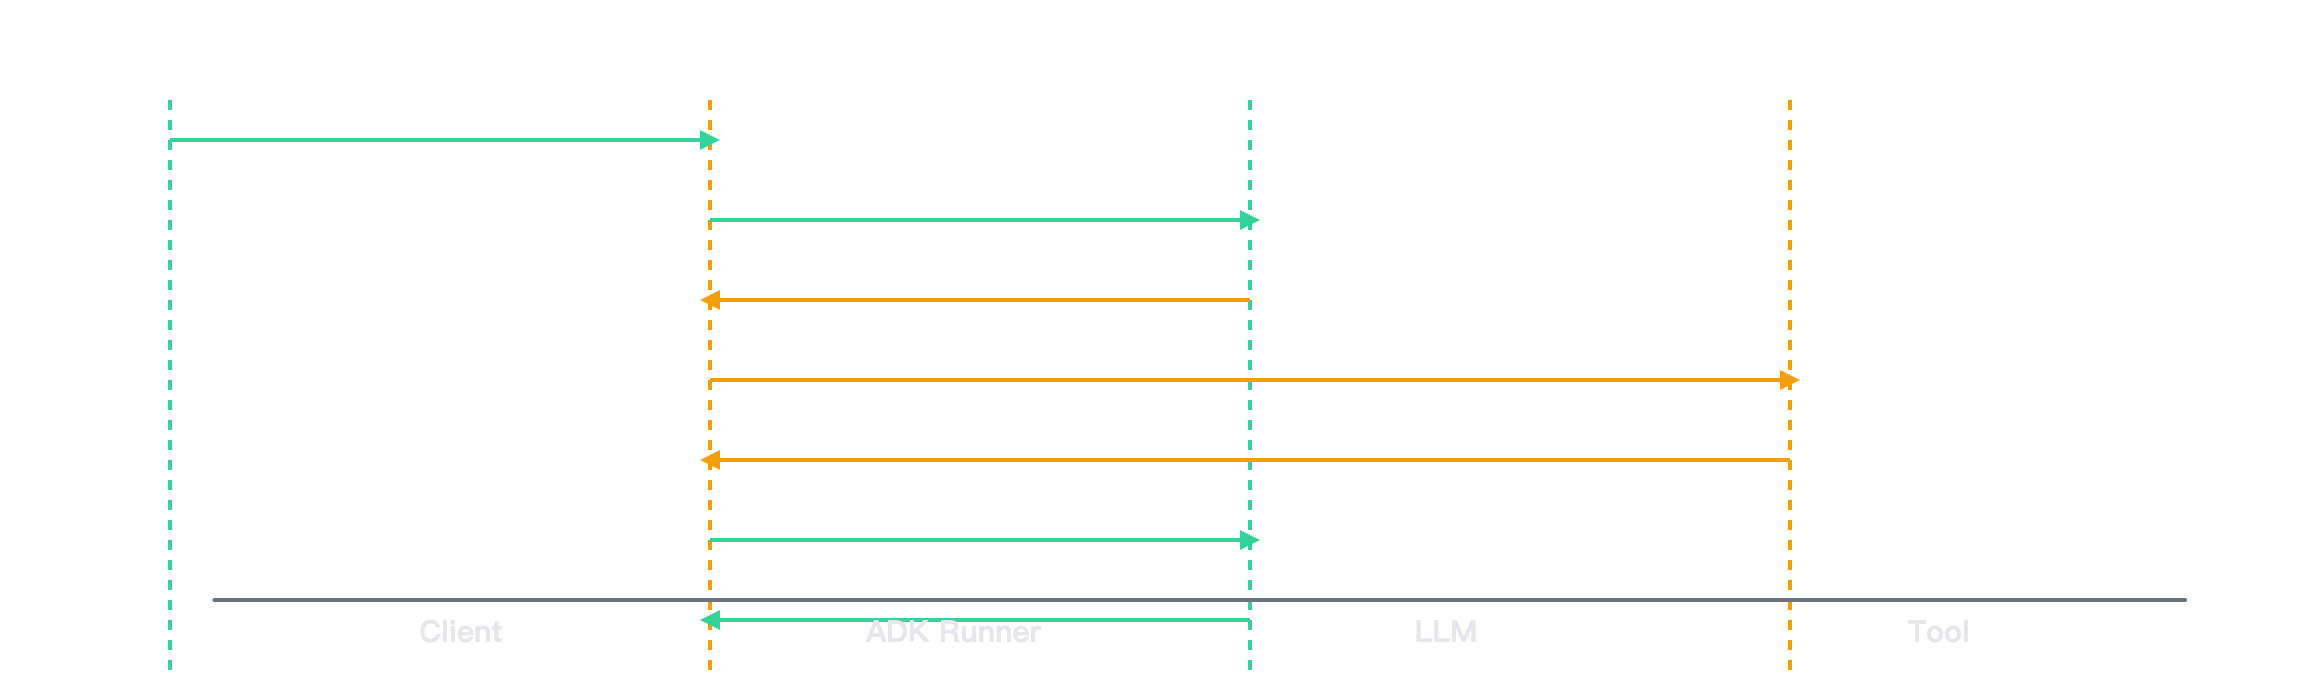 Client
ADK Runner
LLM
Tool